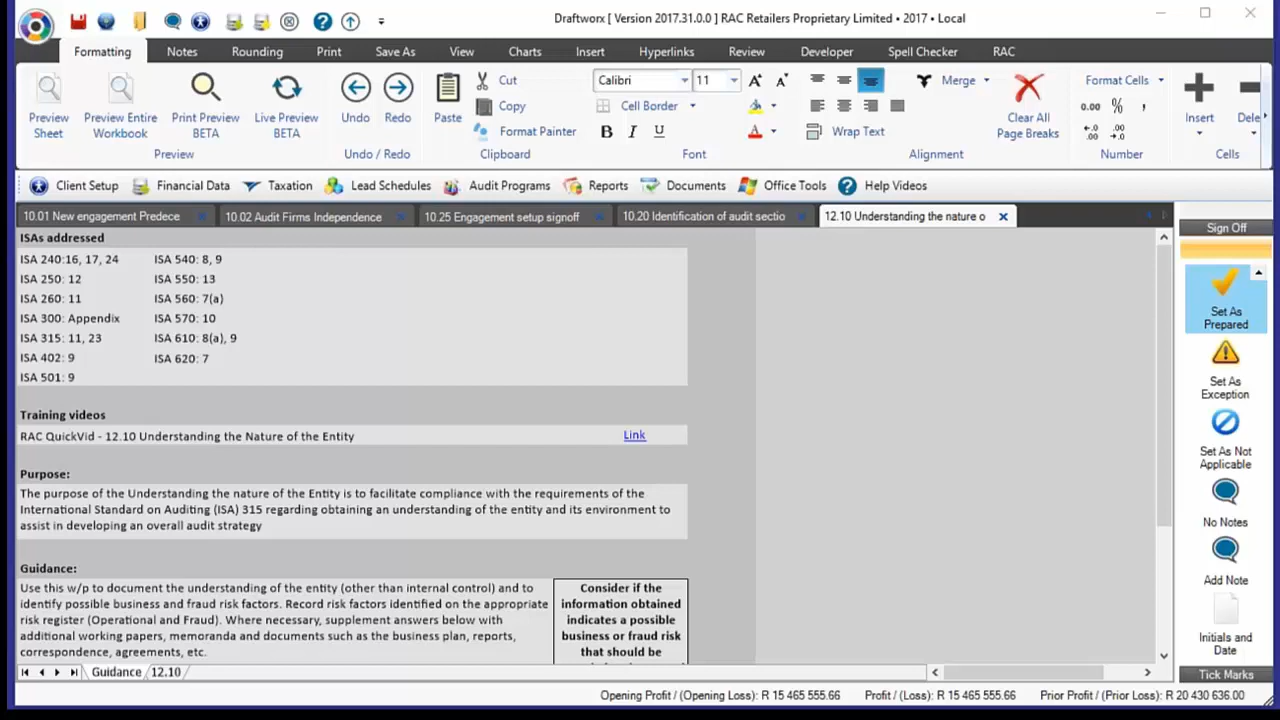 Draftworx [ Version 2017.31.0.0 ] RAC Retailers Proprietary Limited • 2017 • Local
Formatting Notes Rounding Print Save As View Charts Insert Hyperlinks Review Developer Spell Checker RAC
Preview Sheet
Preview Entire Workbook
Print Preview BETA
Live Preview BETA
Preview
Undo
Redo
Undo / Redo
Paste
Cut
Copy
Format Painter
Clipboard
Calibri 11
Cell Border
B I U
Font
Merge
Wrap Text
Clear All Page Breaks
Alignment
Format Cells
0.00 % ,
Number
Insert
Dele
Cells
Client Setup Financial Data Taxation Lead Schedules Audit Programs Reports Documents Office Tools Help Videos
10.01 New engagement Predece 10.02 Audit Firms Independence 10.25 Engagement setup signoff 10.20 Identification of audit sectio 12.10 Understanding the nature o
ISAs addressed
ISA 240:16, 17, 24 ISA 540: 8, 9
ISA 250: 12 ISA 550: 13
ISA 260: 11 ISA 560: 7(a)
ISA 300: Appendix ISA 570: 10
ISA 315: 11, 23 ISA 610: 8(a), 9
ISA 402: 9 ISA 620: 7
ISA 501: 9
Training videos
RAC QuickVid - 12.10 Understanding the Nature of the Entity Link
Purpose:
The purpose of the Understanding the nature of the Entity is to facilitate compliance with the requirements of the
International Standard on Auditing (ISA) 315 regarding obtaining an understanding of the entity and its environment to
assist in developing an overall audit strategy
Guidance:
Use this w/p to document the understanding of the entity (other than internal control) and to
identify possible business and fraud risk factors. Record risk factors identified on the appropriate
risk register (Operational and Fraud). Where necessary, supplement answers below with
additional working papers, memoranda and documents such as the business plan, reports,
correspondence, agreements, etc.
Consider if the
information obtained
indicates a possible
business or fraud risk
that should be
Guidance 12.10
Sign Off
Set As
Prepared
Set As
Exception
Set As Not
Applicable
No Notes
Add Note
Initials and
Date
Tick Marks
Opening Profit / (Opening Loss): R 15 465 555.66 Profit / (Loss): R 15 465 555.66 Prior Profit / (Prior Loss): R 20 430 636.00